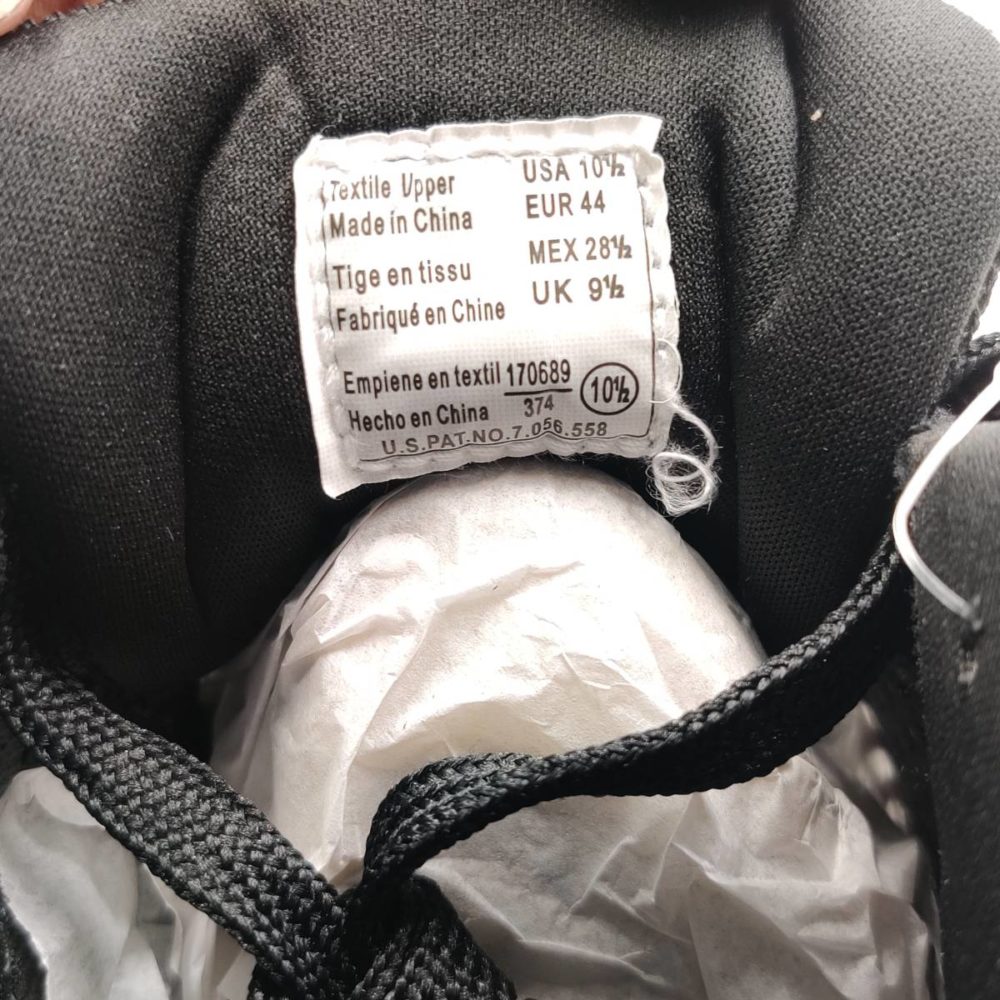 Textile Upper
Made in China
USA 10½
EUR 44
Tige en tissu
Fabriqué en Chine
MEX 28½
UK 9½
Empiene en textil
Hecho en China
170689
374
10½
U.S.PAT.NO.7.056.558